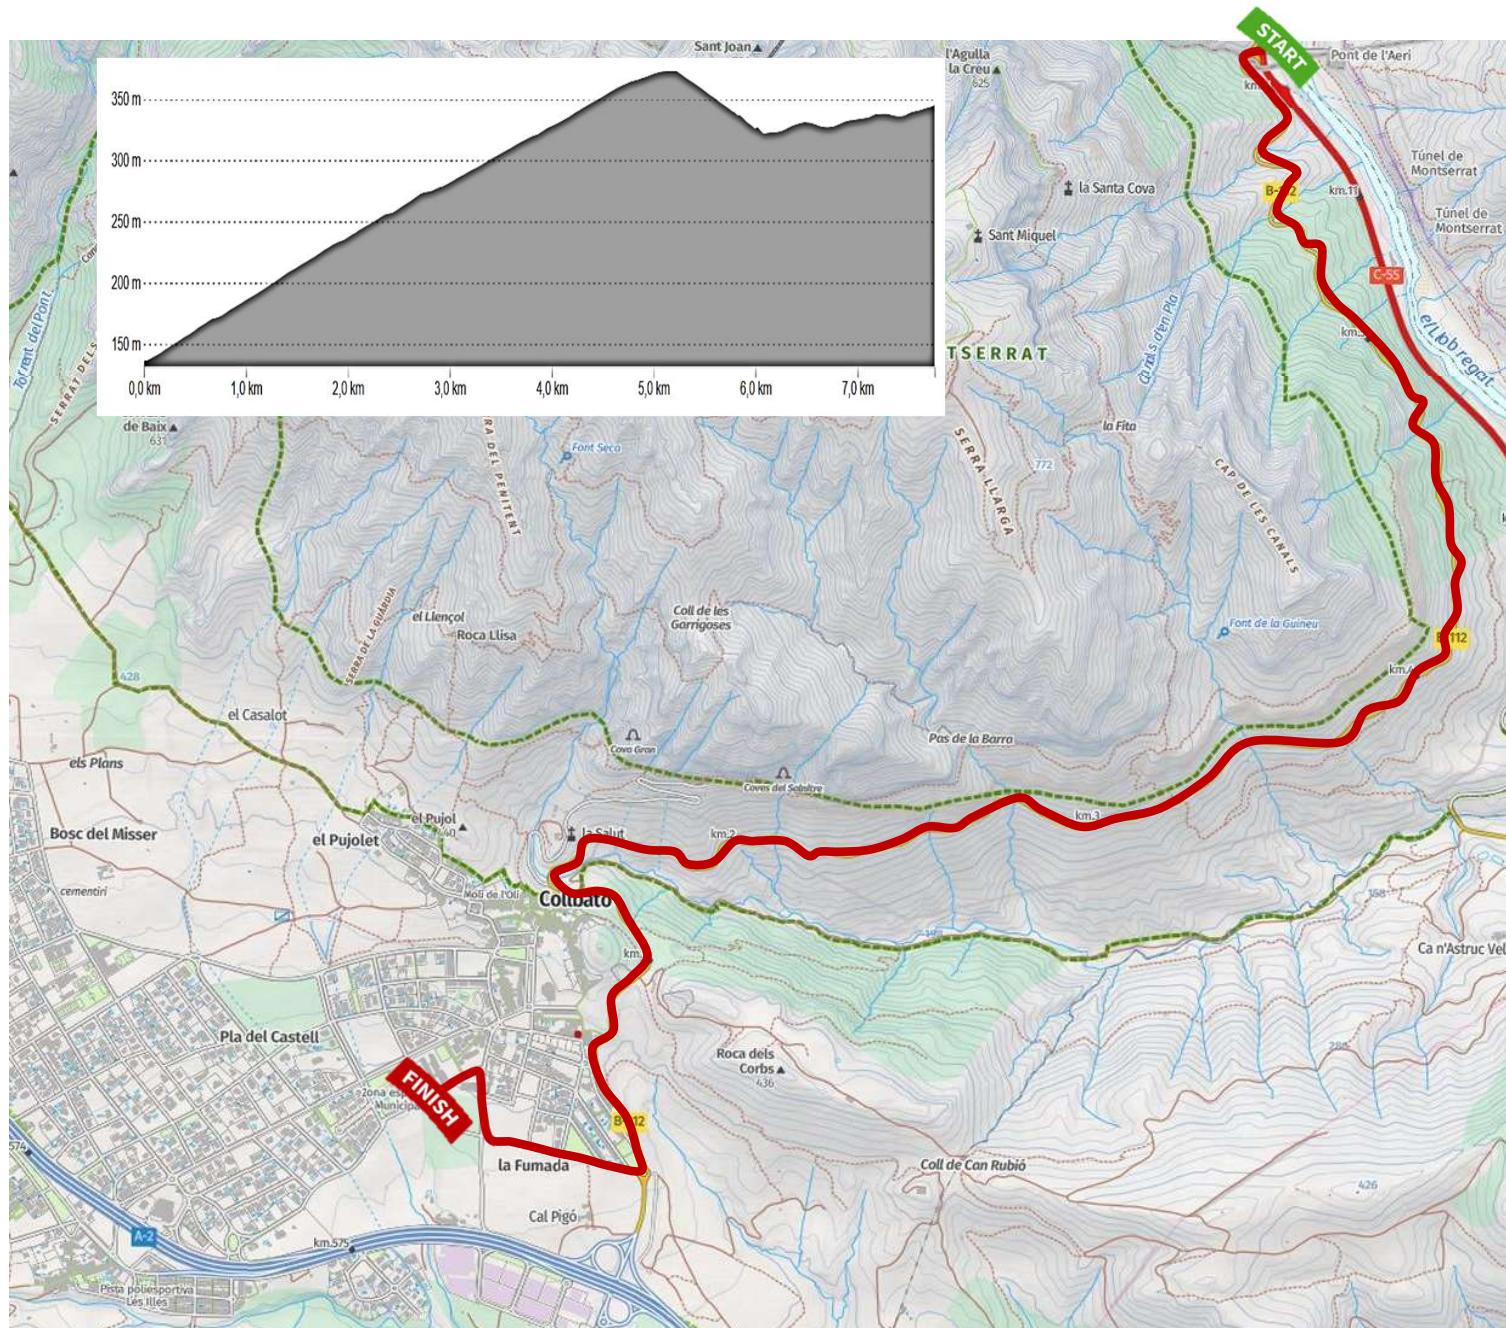 START
Pont de l'Aeri
Sant Joan
l'Agulla
la Creu
625
350 m
300 m
250 m
200 m
150 m
0,0 km
1,0 km
2,0 km
3,0 km
4,0 km
5,0 km
6,0 km
7,0 km
Túnel de
Montserrat
la Santa Cova
km.11
Túnel de
Montserrat
Sant Miquel
C-55
Torrent del Pont
SERRAT DELS
Canals d'en Pla
el Llobregat
TSERRAT
de Baix
631
RA DEL PENITENT
Font Seca
SERRA LLARGA
772
la Fita
CAP DE LES CANALS
SERRA DE LA GUÀRDIA
el Llençol
Roca Llisa
Coll de les
Garrigoses
Font de la Guineu
112
428
el Casalot
els Plans
Cova Gran
Pas de la Barra
Coves del Salnitre
Bosc del Misser
el Pujolet
el Pujol
la Salut
km.2
km.3
cementiri
Molí de l'Oli
Collbató
158
Ca n'Astruc Vel
km.
Pla del Castell
Roca dels
Corbs
436
FINISH
Municipa
la Fumada
Coll de Can Rubió
426
574
A-2
km.575
Cal Pigó
Pista poliesportiva
Les Illes